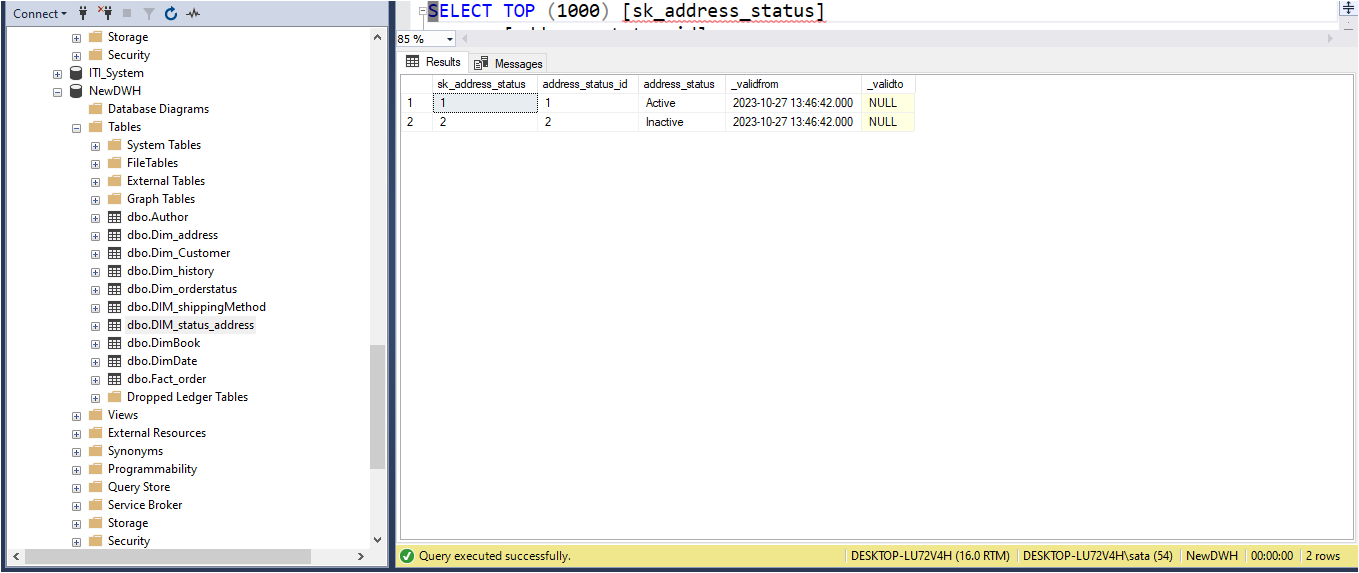 Connect
Storage
Security
ITI_System
NewDWH
Database Diagrams
Tables
System Tables
FileTables
External Tables
Graph Tables
dbo.Author
dbo.Dim_address
dbo.Dim_Customer
dbo.Dim_history
dbo.Dim_orderstatus
dbo.DIM_shippingMethod
dbo.DIM_status_address
dbo.DimBook
dbo.DimDate
dbo.Fact_order
Dropped Ledger Tables
Views
External Resources
Synonyms
Programmability
Query Store
Service Broker
Storage
Security
SELECT TOP (1000) [sk_address_status]
85 %
Results Messages
sk_address_status address_status_id address_status _validfrom _validto
1 1 1 Active 2023-10-27 13:46:42.000 NULL
2 2 2 Inactive 2023-10-27 13:46:42.000 NULL
Query executed successfully. DESKTOP-LU72V4H (16.0 RTM) DESKTOP-LU72V4H\sata (54) NewDWH 00:00:00 2 rows